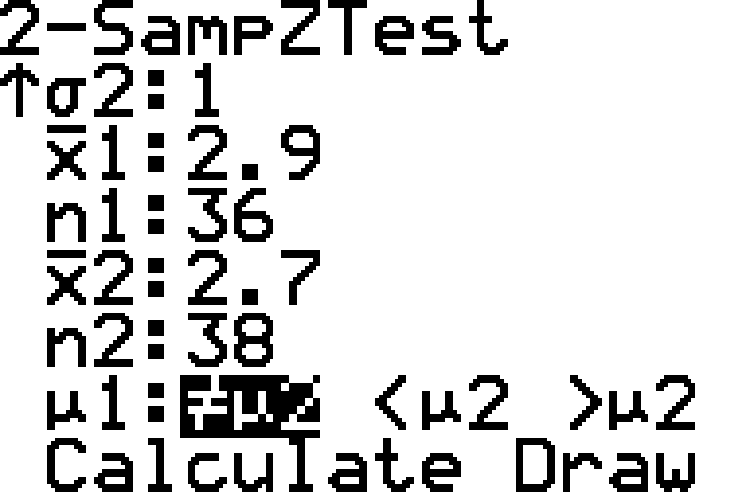 2-SampZTest
↑σ2:1
x̄1:2.9
n1:36
x̄2:2.7
n2:38
μ1:≠μ2 <μ2 >μ2
Calculate Draw